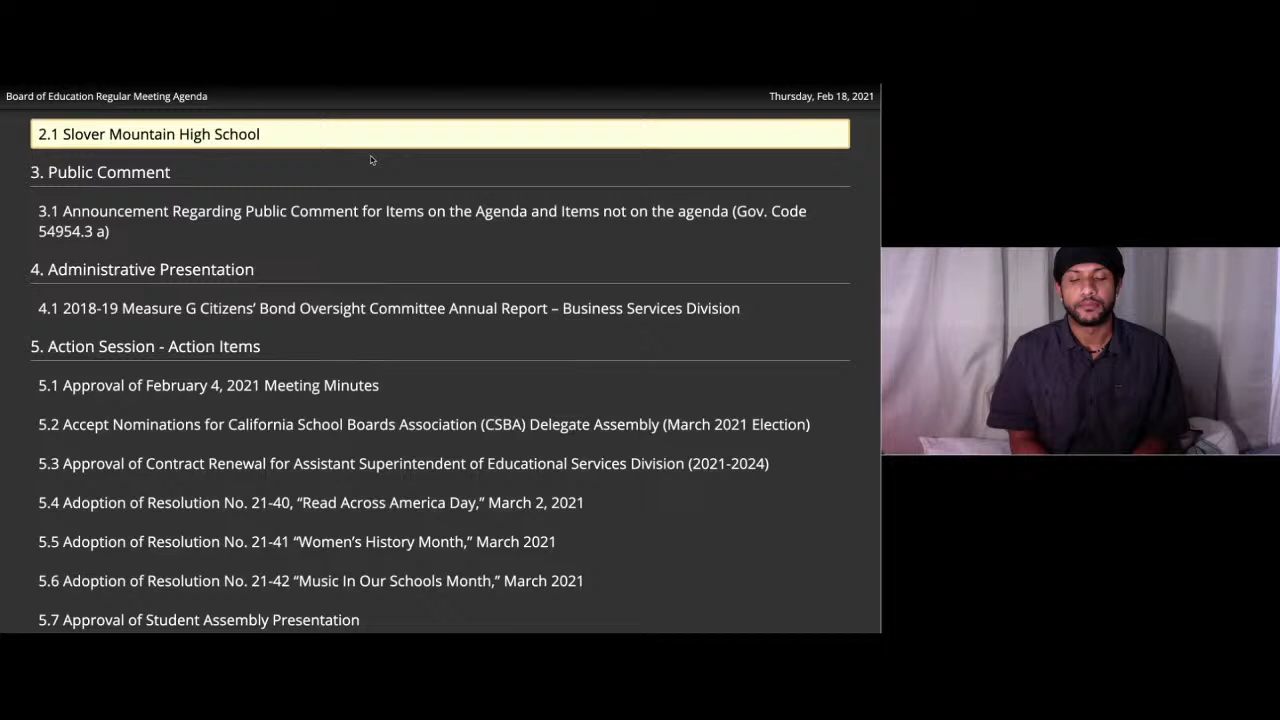 Board of Education Regular Meeting Agenda
Thursday, Feb 18, 2021
2.1 Slover Mountain High School
3. Public Comment
3.1 Announcement Regarding Public Comment for Items on the Agenda and Items not on the agenda (Gov. Code
54954.3 a)
4. Administrative Presentation
4.1 2018-19 Measure G Citizens’ Bond Oversight Committee Annual Report – Business Services Division
5. Action Session - Action Items
5.1 Approval of February 4, 2021 Meeting Minutes
5.2 Accept Nominations for California School Boards Association (CSBA) Delegate Assembly (March 2021 Election)
5.3 Approval of Contract Renewal for Assistant Superintendent of Educational Services Division (2021-2024)
5.4 Adoption of Resolution No. 21-40, “Read Across America Day,” March 2, 2021
5.5 Adoption of Resolution No. 21-41 “Women’s History Month,” March 2021
5.6 Adoption of Resolution No. 21-42 “Music In Our Schools Month,” March 2021
5.7 Approval of Student Assembly Presentation